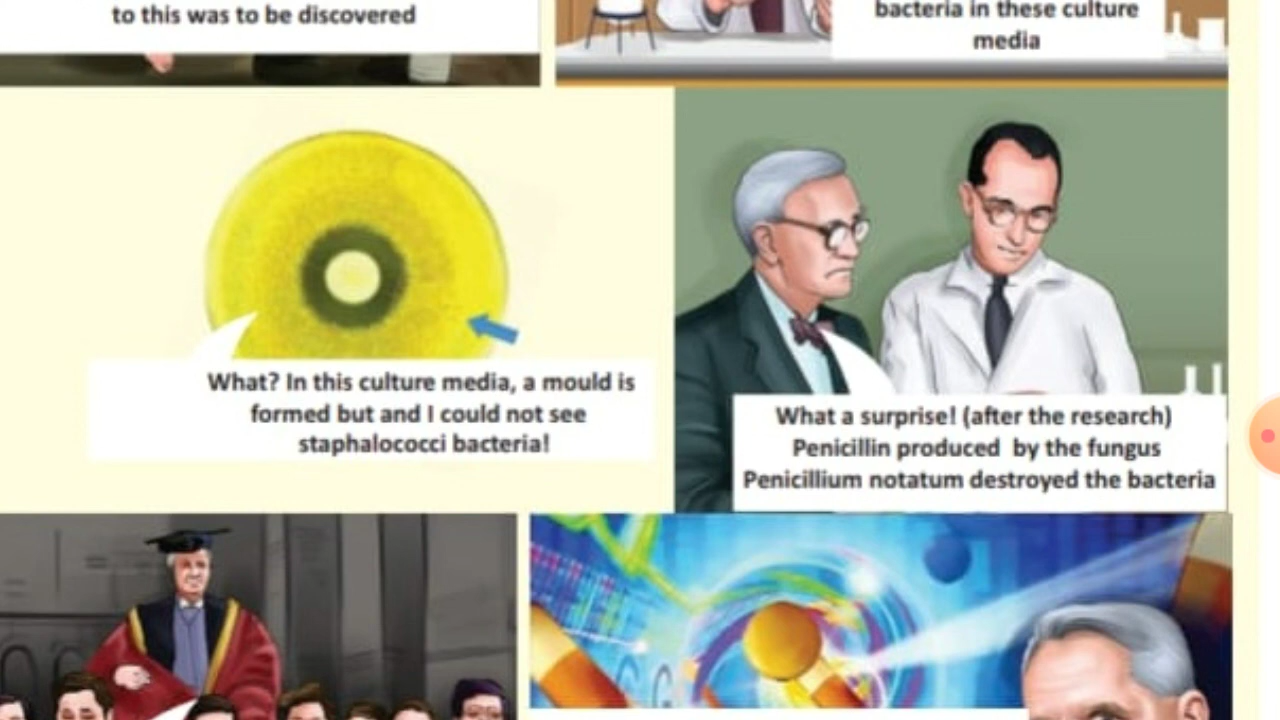 to this was to be discovered
bacteria in these culture
media
What? In this culture media, a mould is
formed but and I could not see
staphalococci bacteria!
What a surprise! (after the research)
Penicillin produced by the fungus
Penicillium notatum destroyed the bacteria